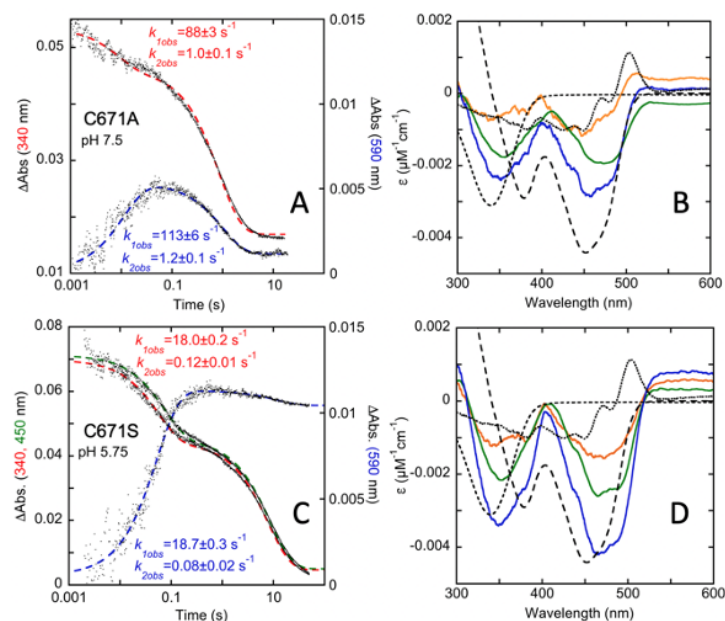 0.05
0.03
0.01
ΔAbs (340 nm)
k1obs=88±3 s-1
k2obs=1.0±0.1 s-1
C671A
pH 7.5
A
k1obs=113±6 s-1
k2obs=1.2±0.1 s-1
0.015
0.01
0.005
0
ΔAbs (590 nm)
0.001 0.1 10
Time (s)
0.002
0
-0.002
-0.004
ε (µM-1cm-1)
B
300 400 500 600
Wavelength (nm)
0.08
0.06
0.04
0.02
0
ΔAbs. (340, 450 nm)
k1obs=18.0±0.2 s-1
k2obs=0.12±0.01 s-1
C671S
pH 5.75
C
k1obs=18.7±0.3 s-1
k2obs=0.08±0.02 s-1
0.015
0.01
0.005
0
ΔAbs. (590 nm)
0.001 0.1 10
Time (s)
0.002
0
-0.002
-0.004
ε (µM-1cm-1)
D
300 400 500 600
Wavelength (nm)